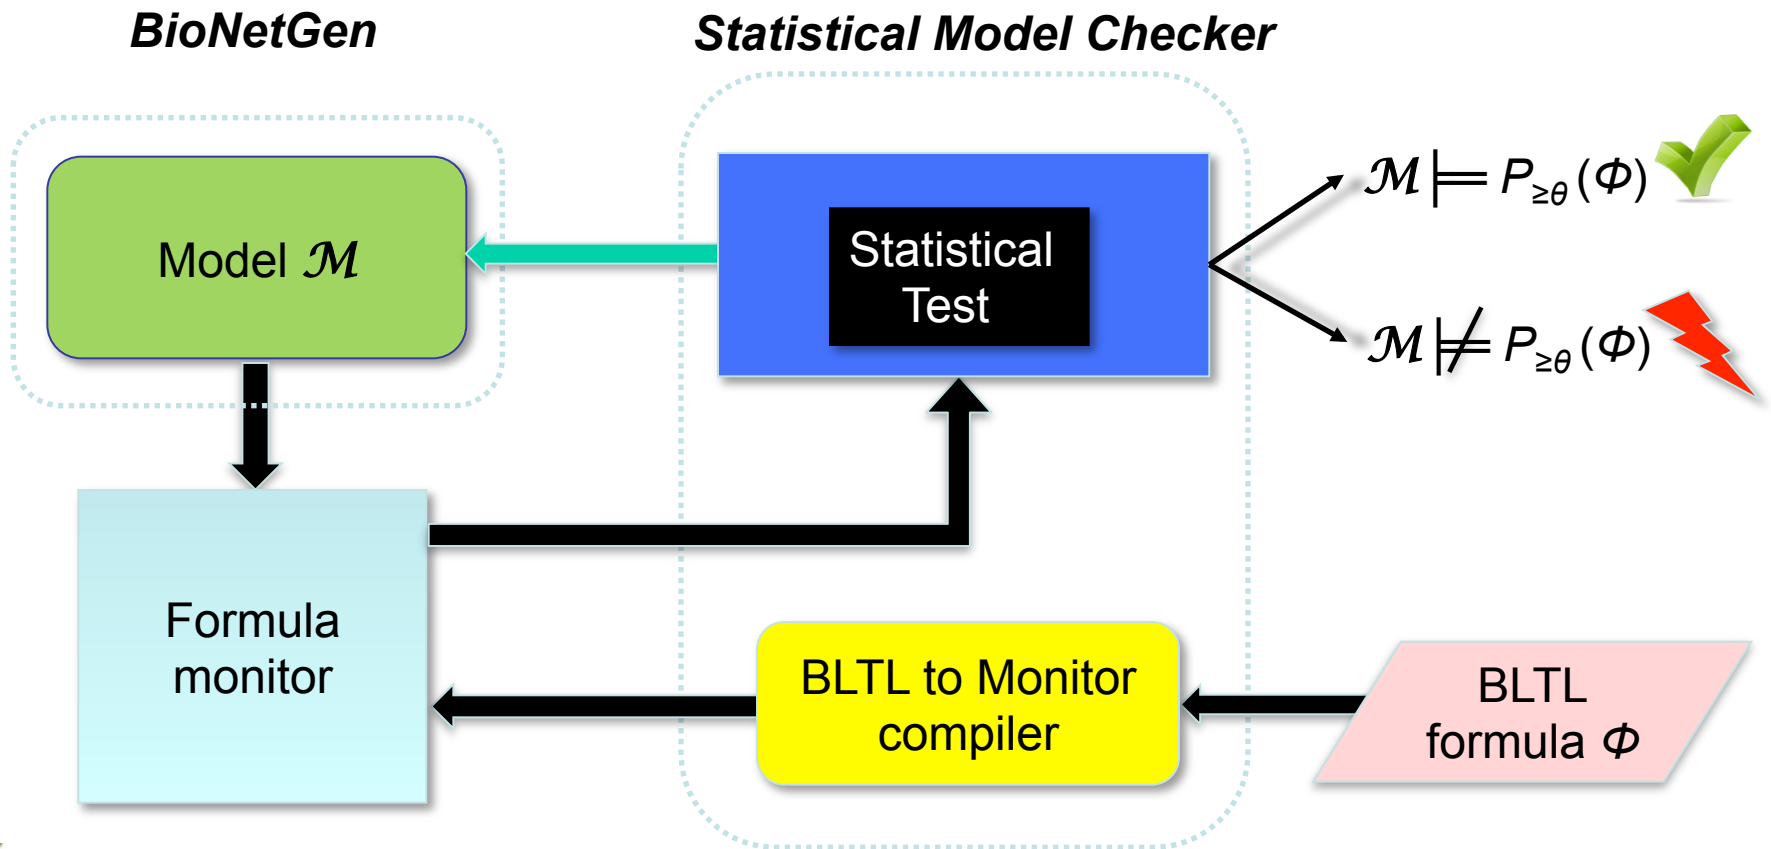 BioNetGen
Statistical Model Checker
Model ℳ
Statistical
Test
ℳ ⊨ P≥θ (Φ)
ℳ ⊭ P≥θ (Φ)
Formula
monitor
BLTL to Monitor
compiler
BLTL
formula Φ